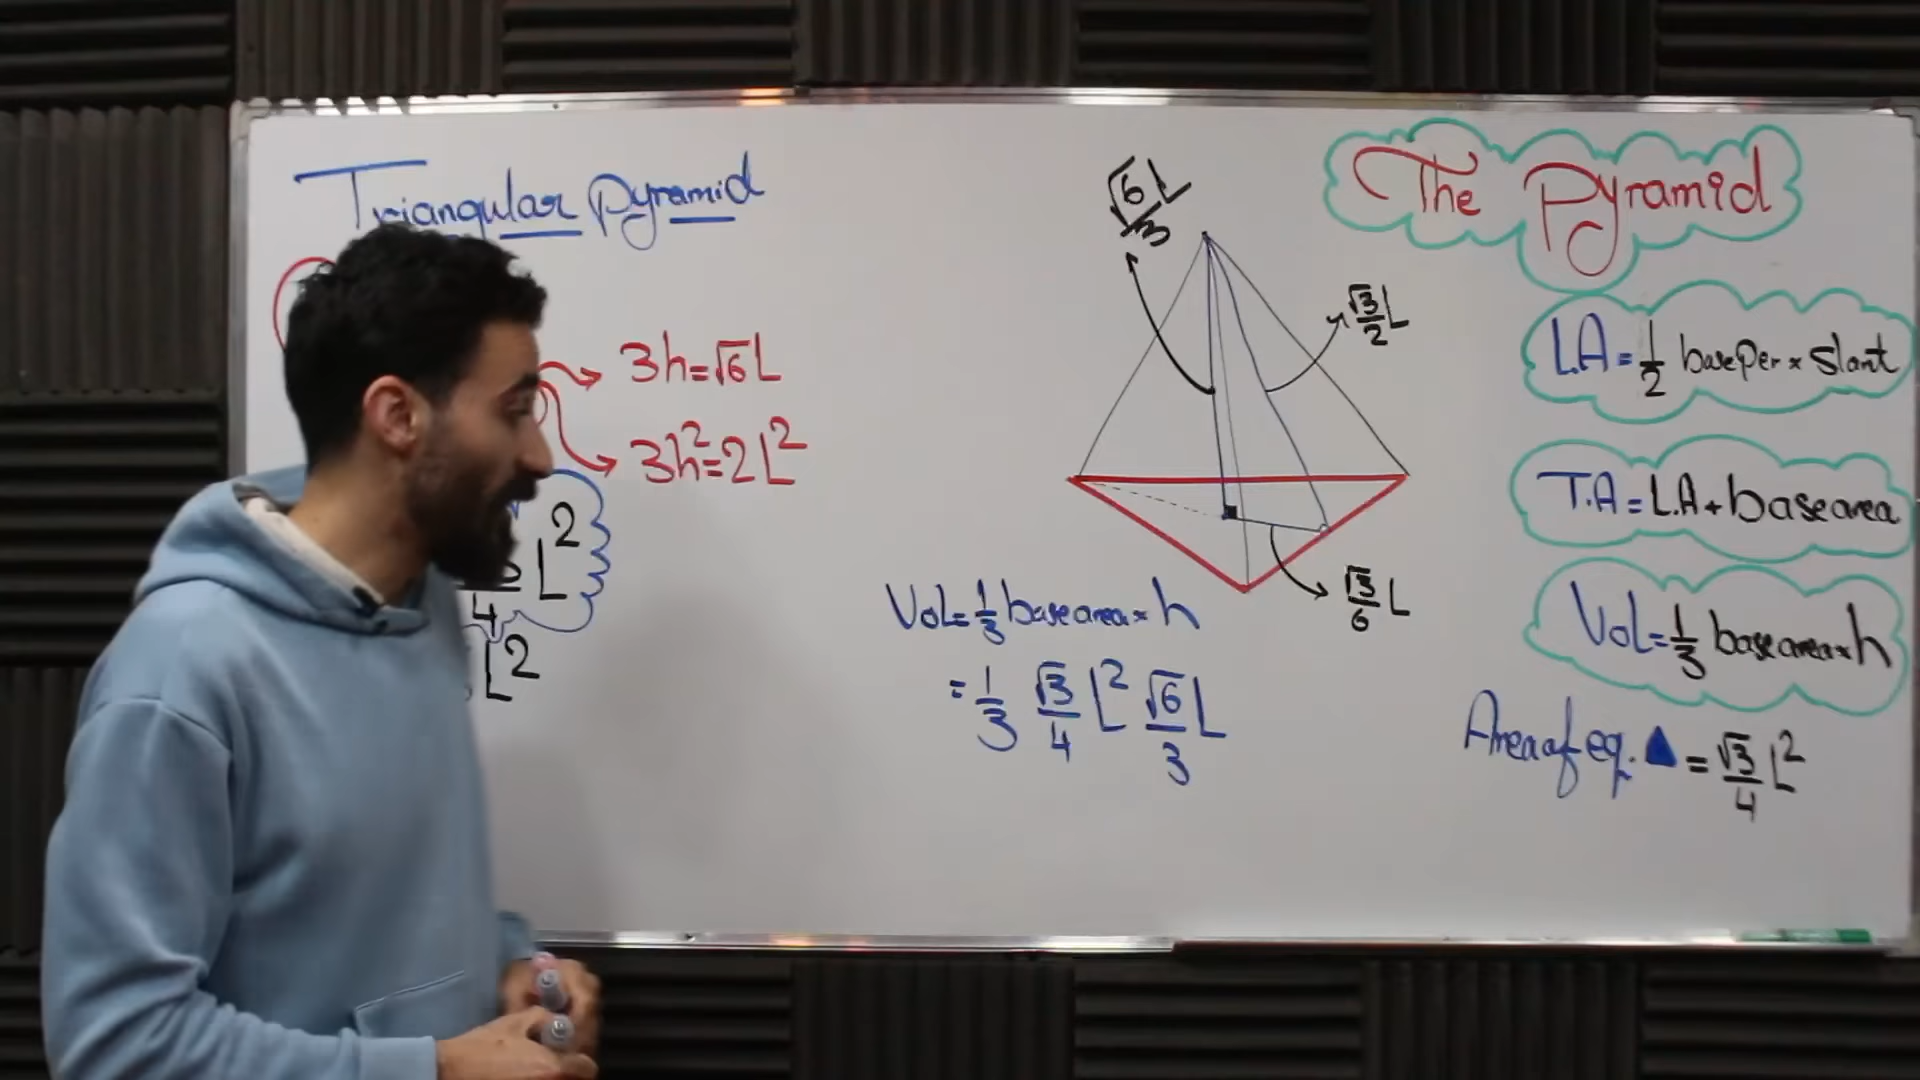 Triangular Pyramid
3h=√6L
3h²=2L²
4 L²
L²
√6L/3
√3/2 L
√3/6 L
Vol=1/3 base area×h
=1/3 √3/4 L² √6/3 L
The Pyramid
L.A=1/2 base per × slant
T.A=L.A+base area
Vol=1/3 base area×h
Area of eq. ▲ = √3/4 L²